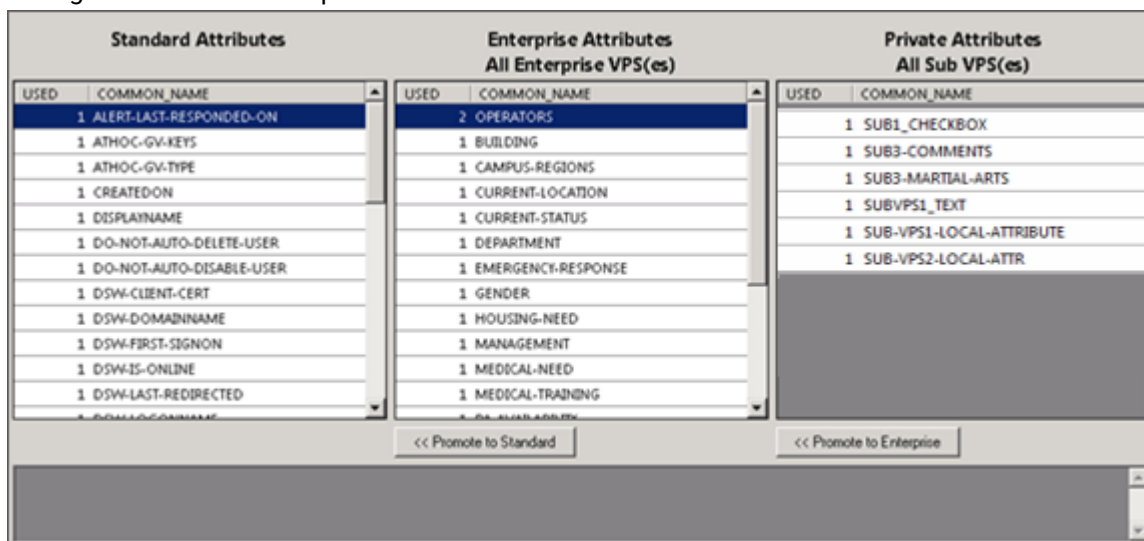 Standard Attributes
Enterprise Attributes
All Enterprise VPS(es)
Private Attributes
All Sub VPS(es)
USED COMMON_NAME
1 ALERT-LAST-RESPONDED-ON
1 ATHOC-GV-KEYS
1 ATHOC-GV-TYPE
1 CREATEDON
1 DISPLAYNAME
1 DO-NOT-AUTO-DELETE-USER
1 DO-NOT-AUTO-DISABLE-USER
1 DSW-CLIENT-CERT
1 DSW-DOMAINNAME
1 DSW-FIRST-SIGNON
1 DSW-IS-ONLINE
1 DSW-LAST-REDIRECTED
USED COMMON_NAME
2 OPERATORS
1 BUILDING
1 CAMPUS-REGIONS
1 CURRENT-LOCATION
1 CURRENT-STATUS
1 DEPARTMENT
1 EMERGENCY-RESPONSE
1 GENDER
1 HOUSING-NEED
1 MANAGEMENT
1 MEDICAL-NEED
1 MEDICAL-TRAINING
<< Promote to Standard
USED COMMON_NAME
1 SUB1_CHECKBOX
1 SUB3-COMMENTS
1 SUB3-MARTIAL-ARTS
1 SUBVPS1_TEXT
1 SUB-VPS1-LOCAL-ATTRIBUTE
1 SUB-VPS2-LOCAL-ATTR
<< Promote to Enterprise